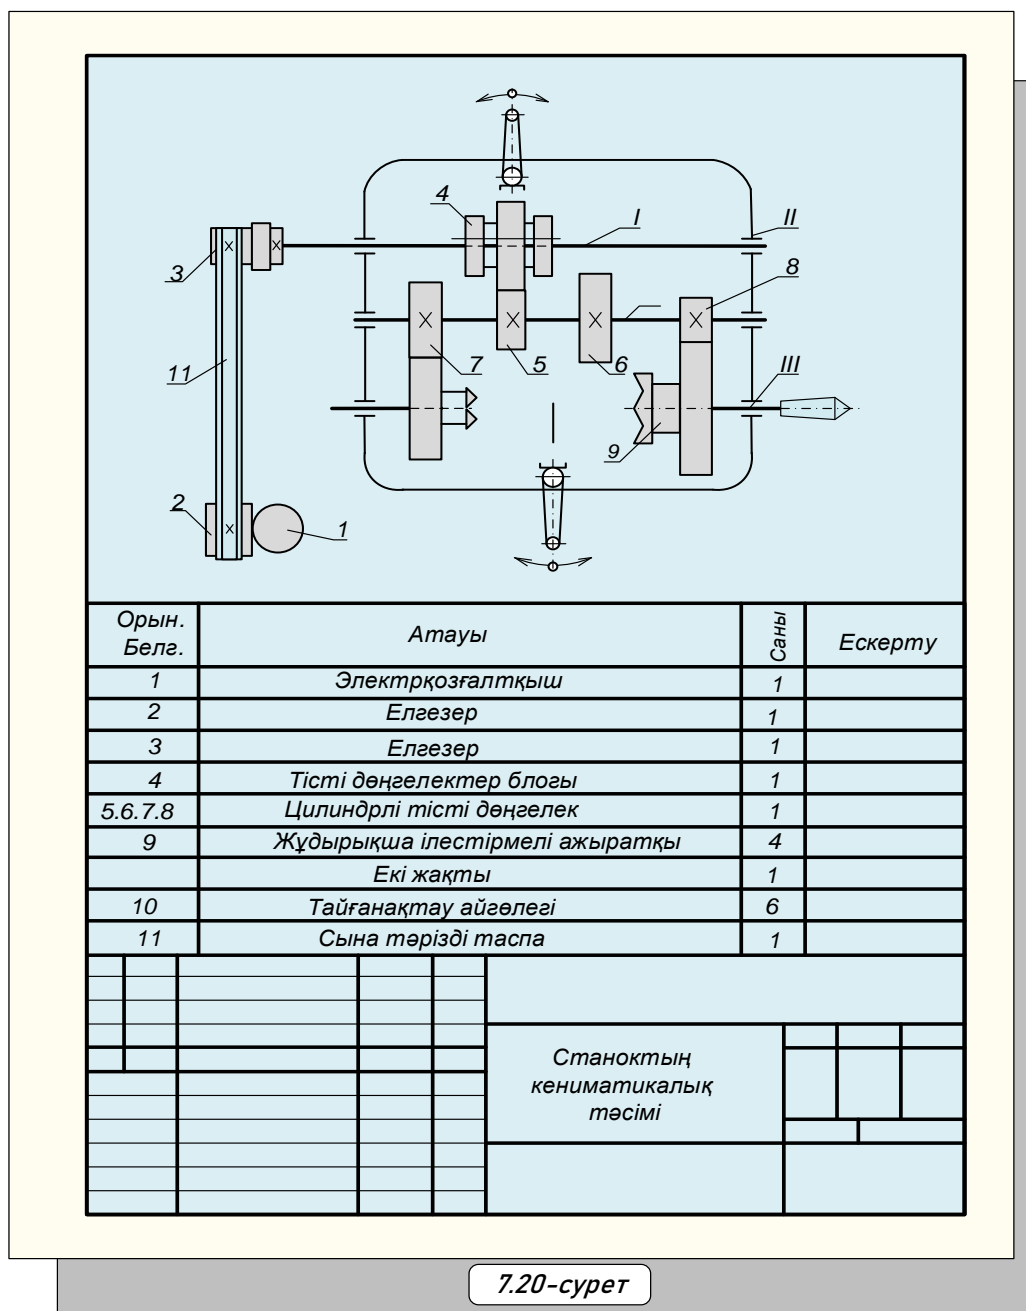 4
I
II
3
8
11
7
5
6
III
9
2
1
Орын. Белг. Атауы Саны Ескерту
1 Электрқозғалтқыш 1
2 Елгезер 1
3 Елгезер 1
4 Тісті дөңгелектер блогы 1
5.6.7.8 Цилиндрлі тісті дөңгелек 1
9 Жұдырықша ілестірмелі ажыратқы 4
Екі жақты 1
10 Тайғанақтау айгөлегі 6
11 Сына тәрізді таспа 1
Станоктың
кениматикалық
тәсімі
7.20-сурет